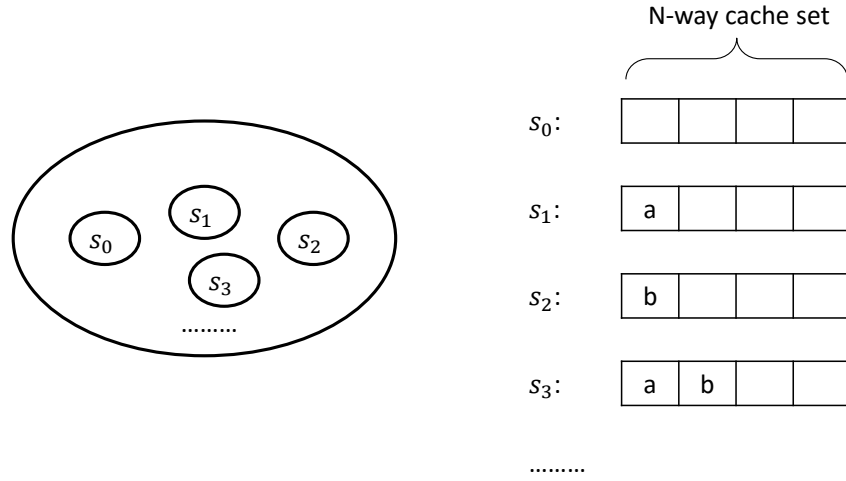 N-way cache set
s₀
s₁
s₂
s₃
………
s₀:
s₁: a
s₂: b
s₃: a b
………